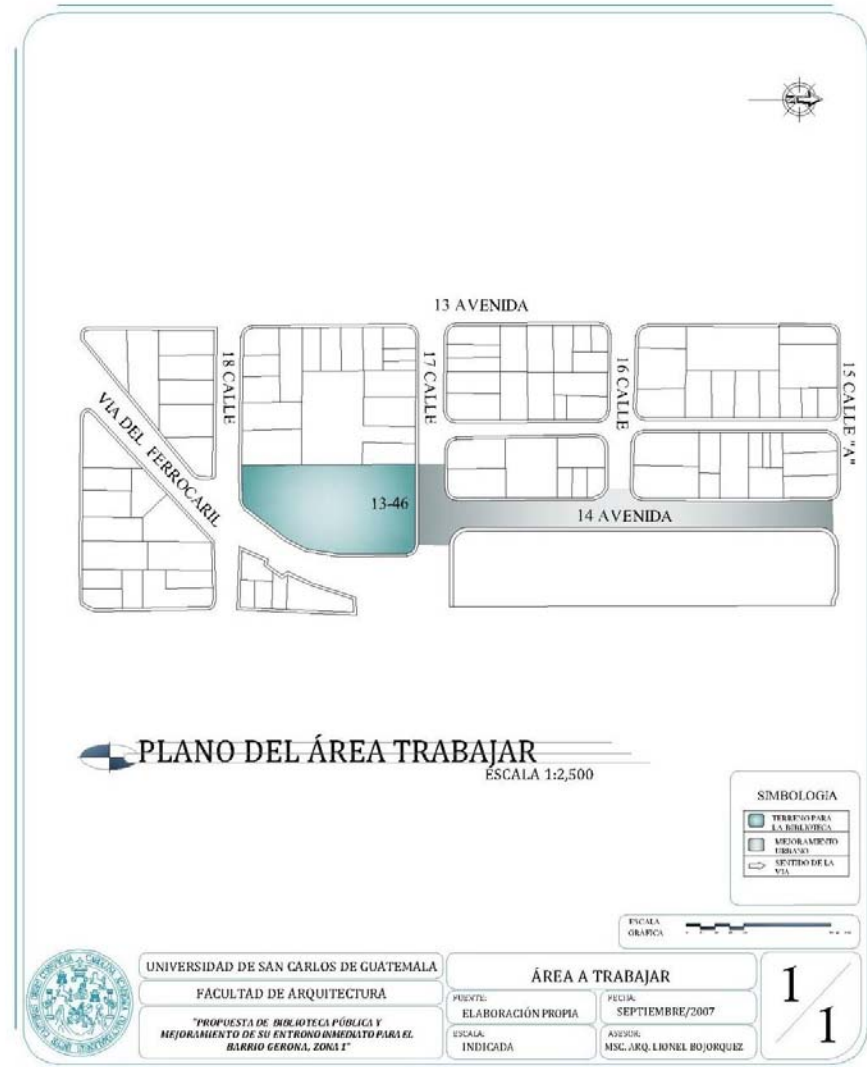 13 AVENIDA
18 CALLE
17 CALLE
16 CALLE
15 CALLE "A"
VIA DEL FERROCARIL
13-46
14 AVENIDA
PLANO DEL ÁREA TRABAJAR
ESCALA 1:2,500
SIMBOLOGIA
TERRENO PARA
LA BIBLIOTECA
MEJORAMIENTO
URBANO
SENTIDO DE LA
VIA
ESCALA
GRAFICA
UNIVERSIDAD DE SAN CARLOS DE GUATEMALA
FACULTAD DE ARQUITECTURA
"PROPUESTA DE BIBLIOTECA PÚBLICA Y
MEJORAMIENTO DE SU ENTRONO INMEDIATO PARA EL
BARRIO GERONA, ZONA 1"
ÁREA A TRABAJAR
FUENTE:
ELABORACIÓN PROPIA
FECHA:
SEPTIEMBRE/2007
ESCALA:
INDICADA
ASESOR:
MSC. ARQ. LIONEL BOJORQUEZ
1/1